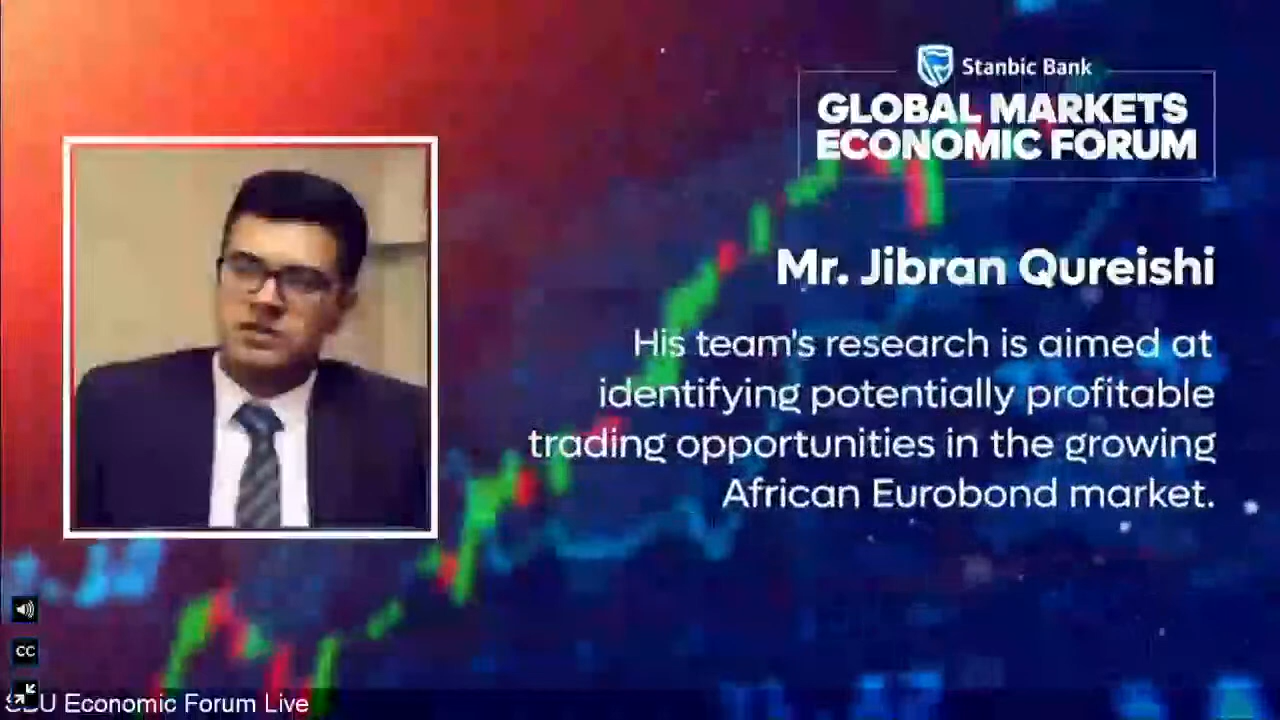 Stanbic Bank
GLOBAL MARKETS
ECONOMIC FORUM
Mr. Jibran Qureishi
His team's research is aimed at
identifying potentially profitable
trading opportunities in the growing
African Eurobond market.
CC
Economic Forum Live